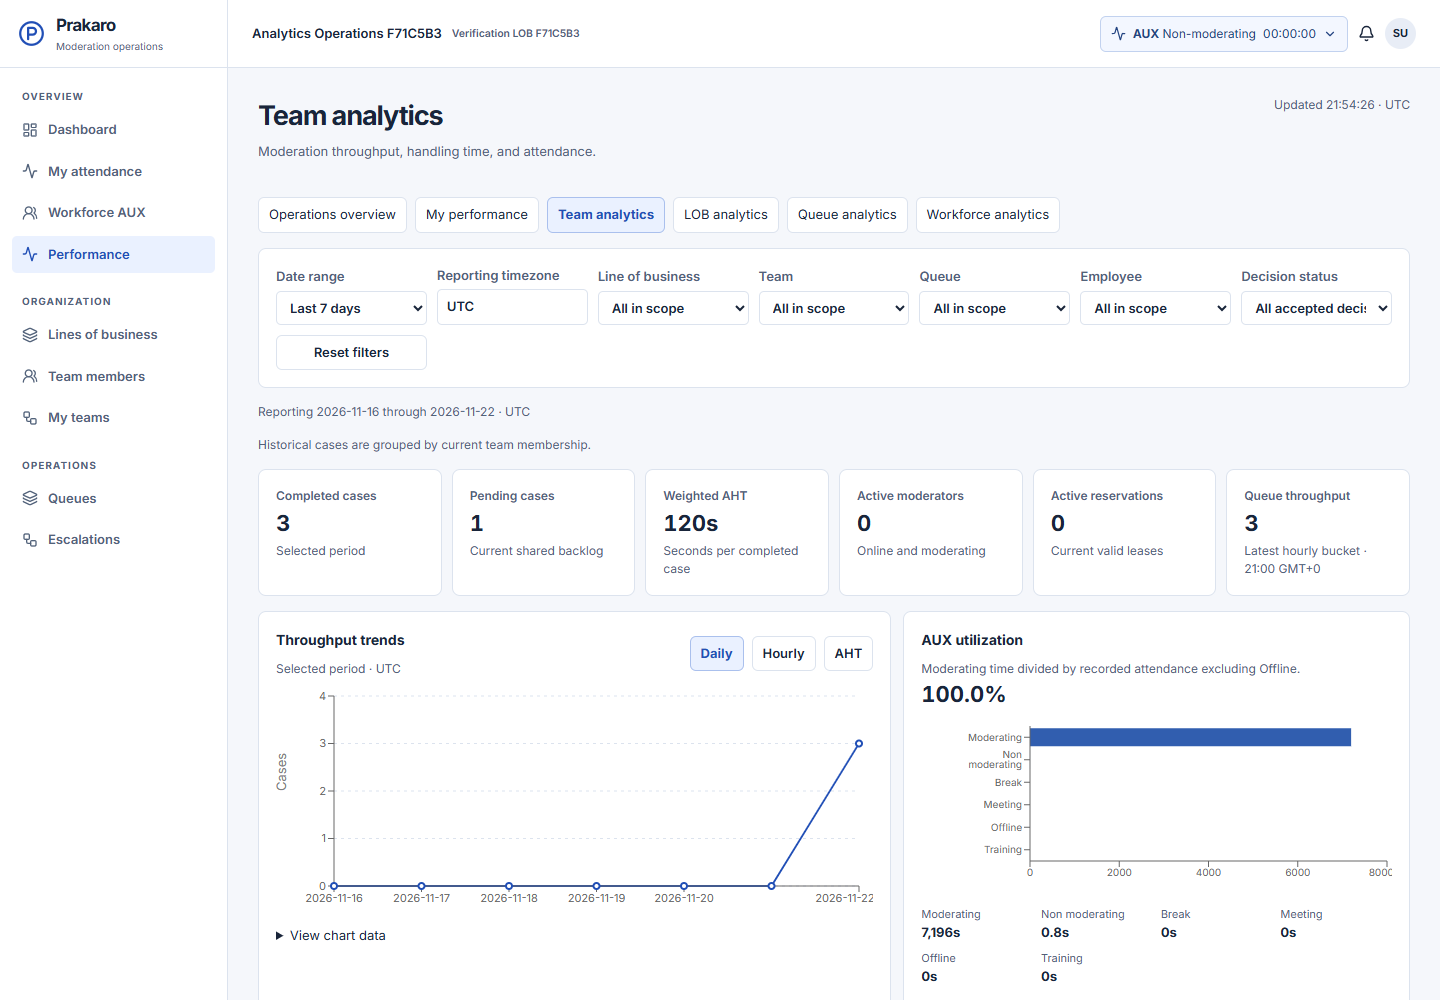 Prakaro
Moderation operations
Analytics Operations F71C5B3 Verification LOB F71C5B3
AUX Non-moderating 00:00:00
SU
OVERVIEW
Dashboard
My attendance
Workforce AUX
Performance
ORGANIZATION
Lines of business
Team members
My teams
OPERATIONS
Queues
Escalations
Team analytics
Updated 21:54:26 · UTC
Moderation throughput, handling time, and attendance.
Operations overview
My performance
Team analytics
LOB analytics
Queue analytics
Workforce analytics
Date range
Last 7 days
Reporting timezone
UTC
Line of business
All in scope
Team
All in scope
Queue
All in scope
Employee
All in scope
Decision status
All accepted decis
Reset filters
Reporting 2026-11-16 through 2026-11-22 · UTC
Historical cases are grouped by current team membership.
Completed cases
3
Selected period
Pending cases
1
Current shared backlog
Weighted AHT
120s
Seconds per completed
case
Active moderators
0
Online and moderating
Active reservations
0
Current valid leases
Queue throughput
3
Latest hourly bucket ·
21:00 GMT+0
Throughput trends
Selected period · UTC
Daily
Hourly
AHT
Cases
4
3
2
1
0
2026-11-16
2026-11-17
2026-11-18
2026-11-19
2026-11-20
2026-11-22
View chart data
AUX utilization
Moderating time divided by recorded attendance excluding Offline.
100.0%
Moderating
Non
moderating
Break
Meeting
Offline
Training
0
2000
4000
6000
8000
Moderating
7,196s
Non moderating
0.8s
Break
0s
Meeting
0s
Offline
0s
Training
0s